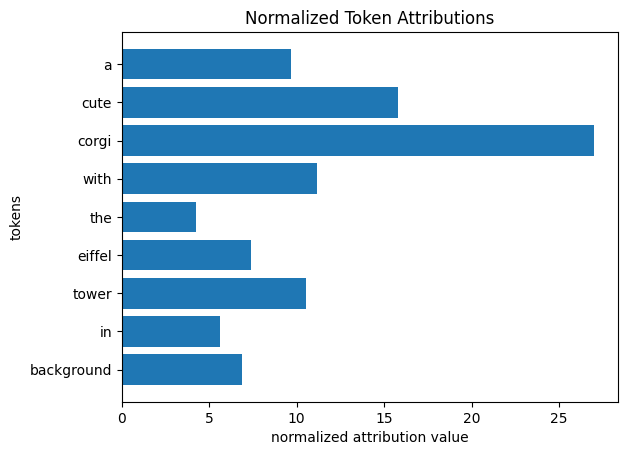 Normalized Token Attributions
tokens
a
cute
corgi
with
the
eiffel
tower
in
background
0 5 10 15 20 25
normalized attribution value